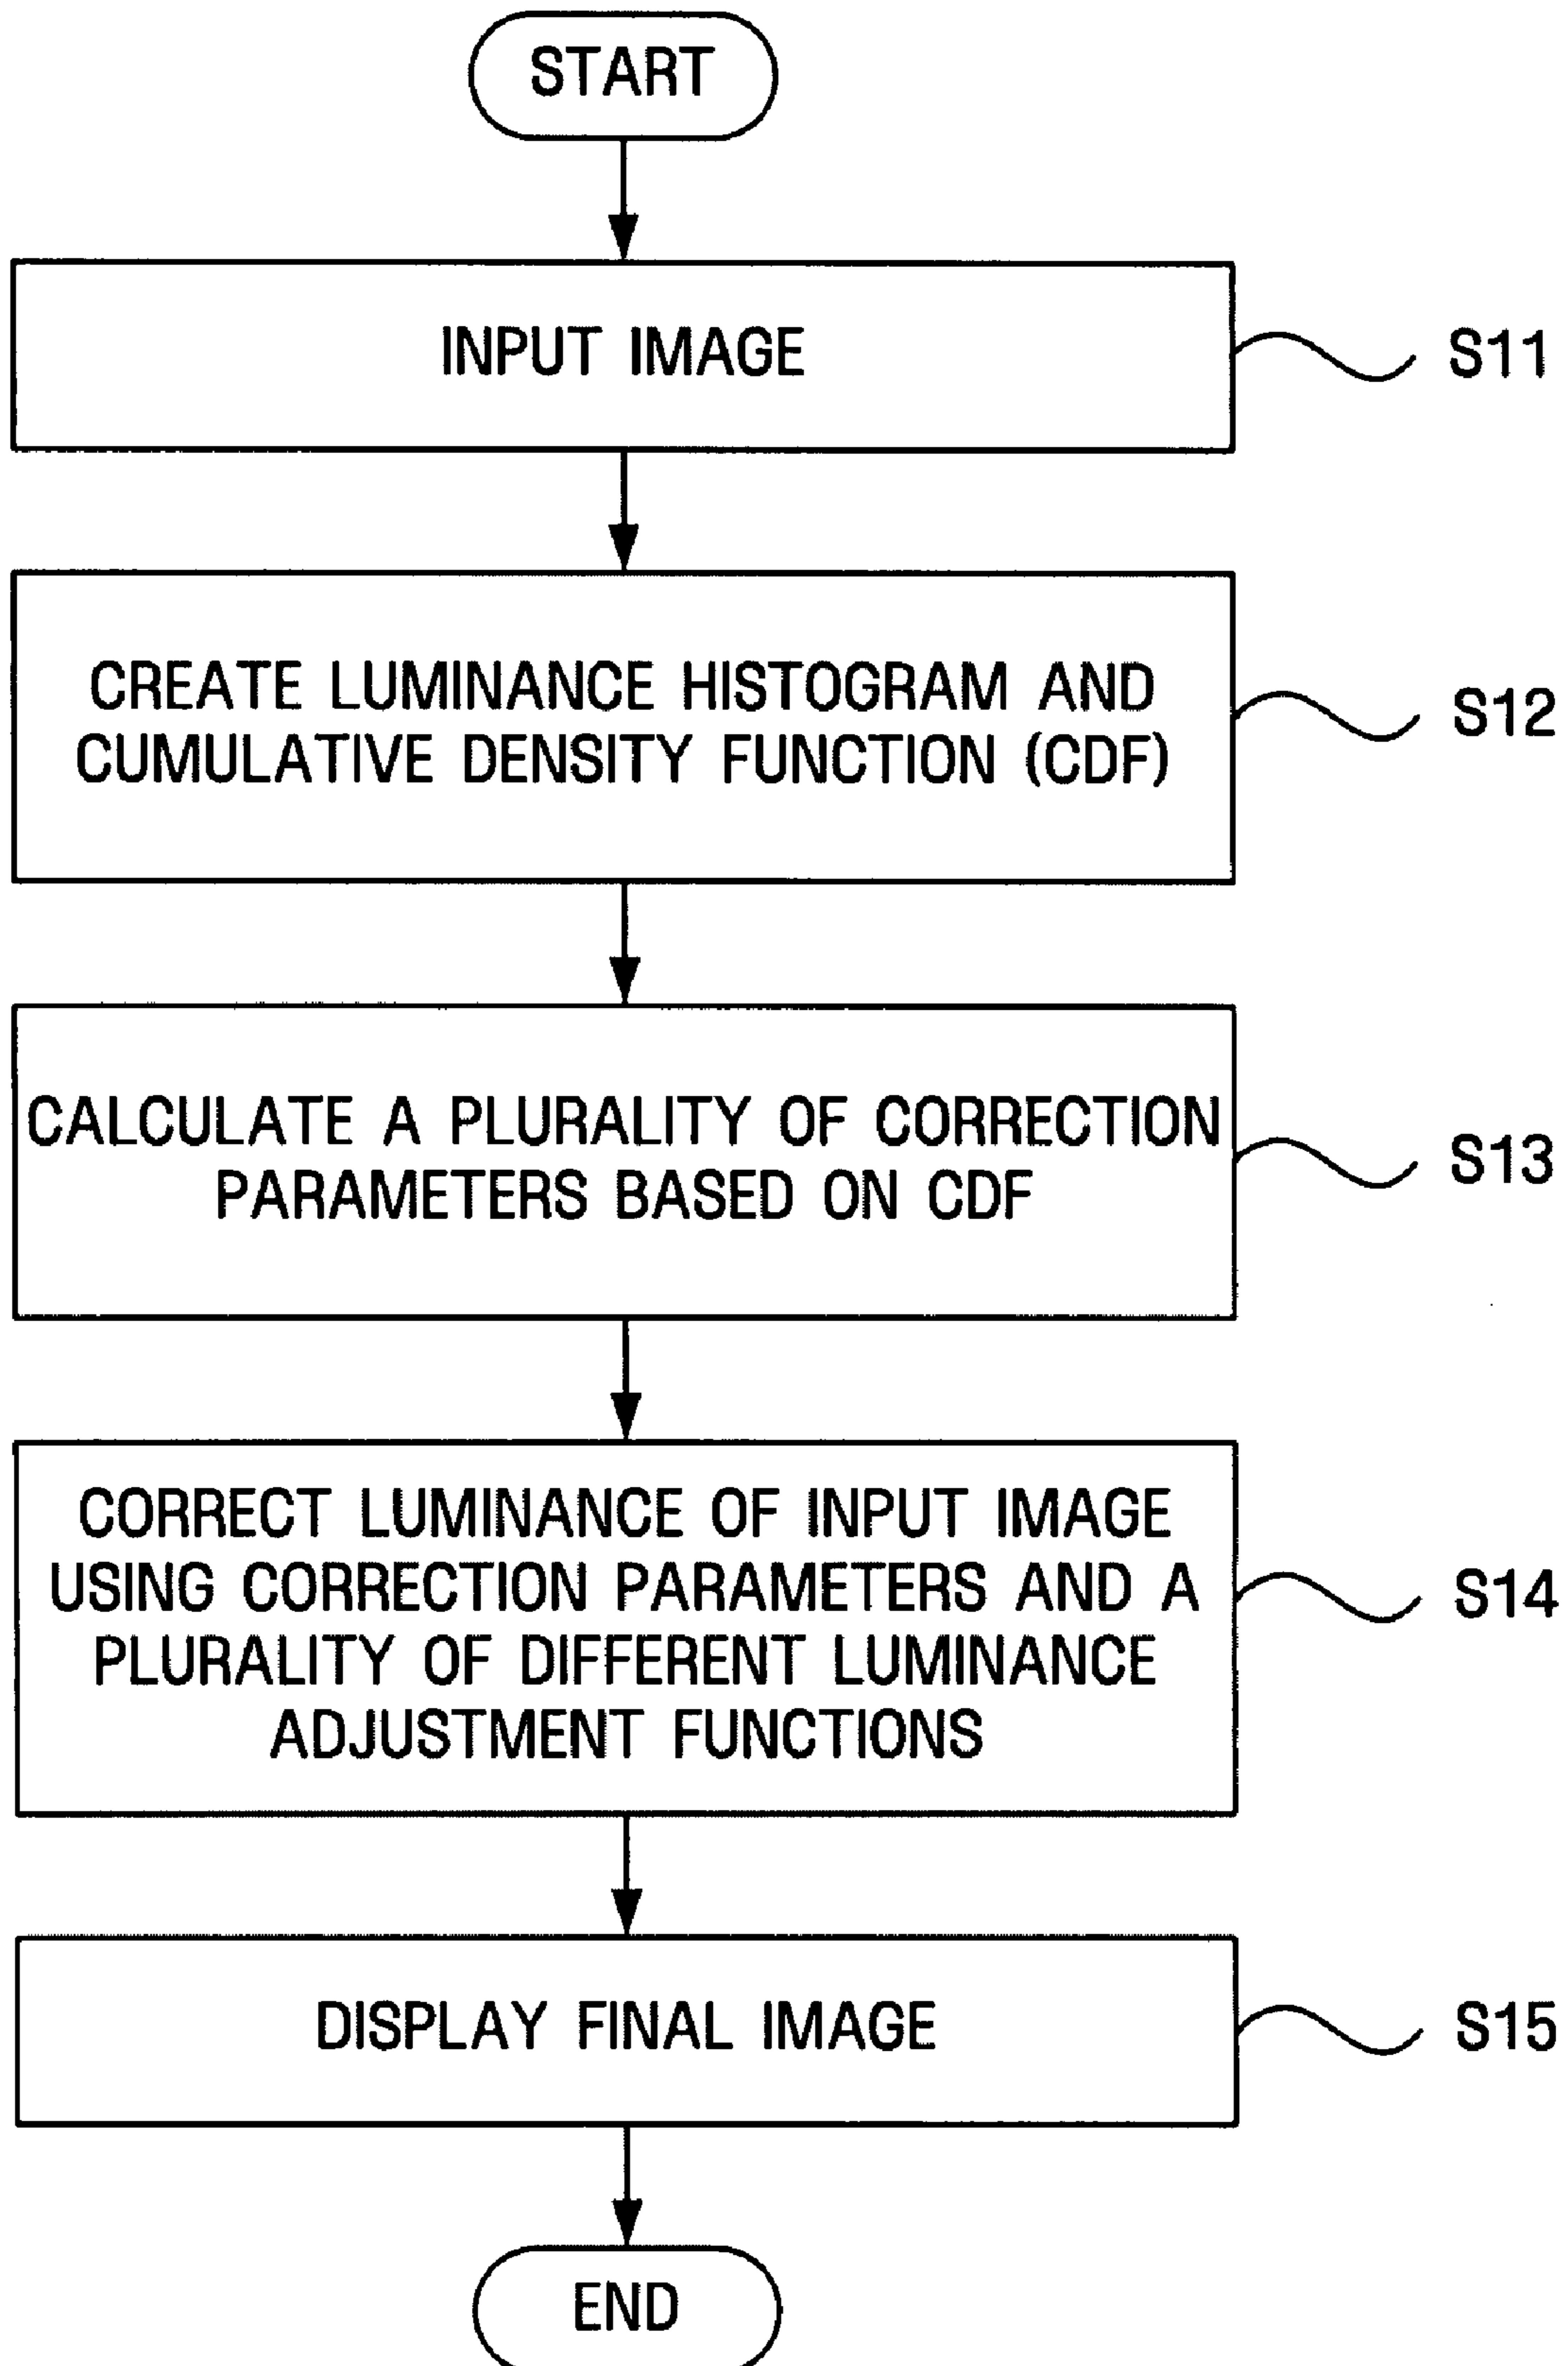 START
INPUT IMAGE
S11
CREATE LUMINANCE HISTOGRAM AND
CUMULATIVE DENSITY FUNCTION (CDF)
S12
CALCULATE A PLURALITY OF CORRECTION
PARAMETERS BASED ON CDF
S13
CORRECT LUMINANCE OF INPUT IMAGE
USING CORRECTION PARAMETERS AND A
PLURALITY OF DIFFERENT LUMINANCE
ADJUSTMENT FUNCTIONS
S14
DISPLAY FINAL IMAGE
S15
END